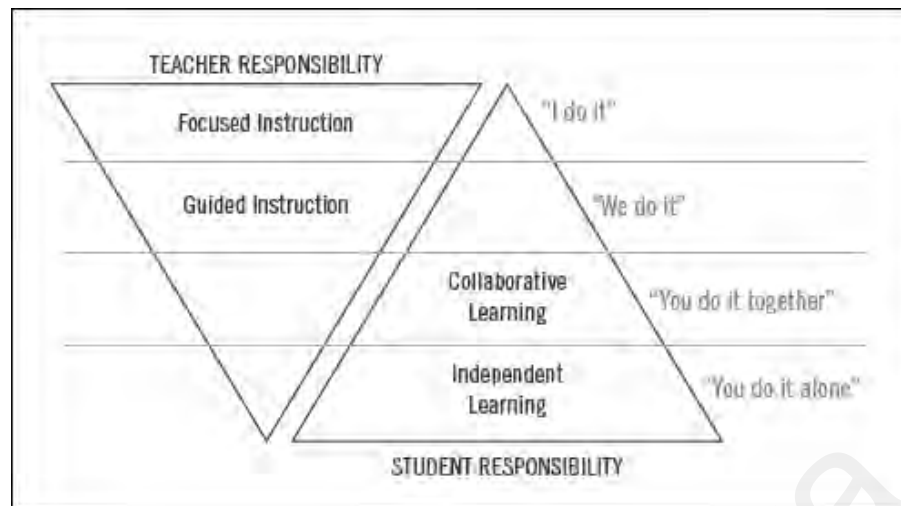 TEACHER RESPONSIBILITY
Focused Instruction
"I do it"
Guided Instruction
"We do it"
Collaborative
Learning
"You do it together"
Independent
Learning
"You do it alone"
STUDENT RESPONSIBILITY